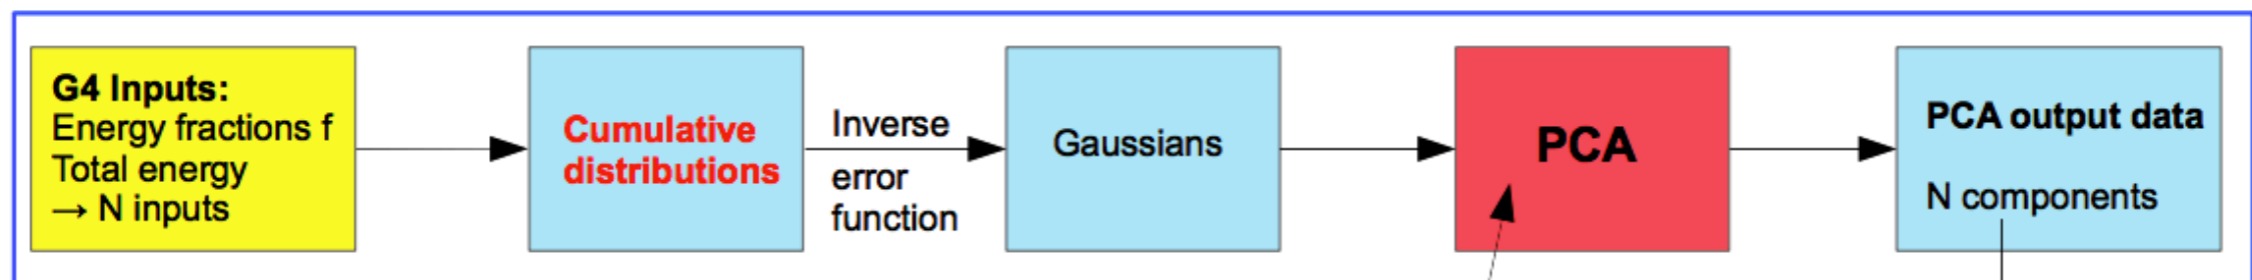 G4 Inputs:
Energy fractions f
Total energy
→ N inputs
Cumulative
distributions
Inverse
error
function
Gaussians
PCA
PCA output data
N components